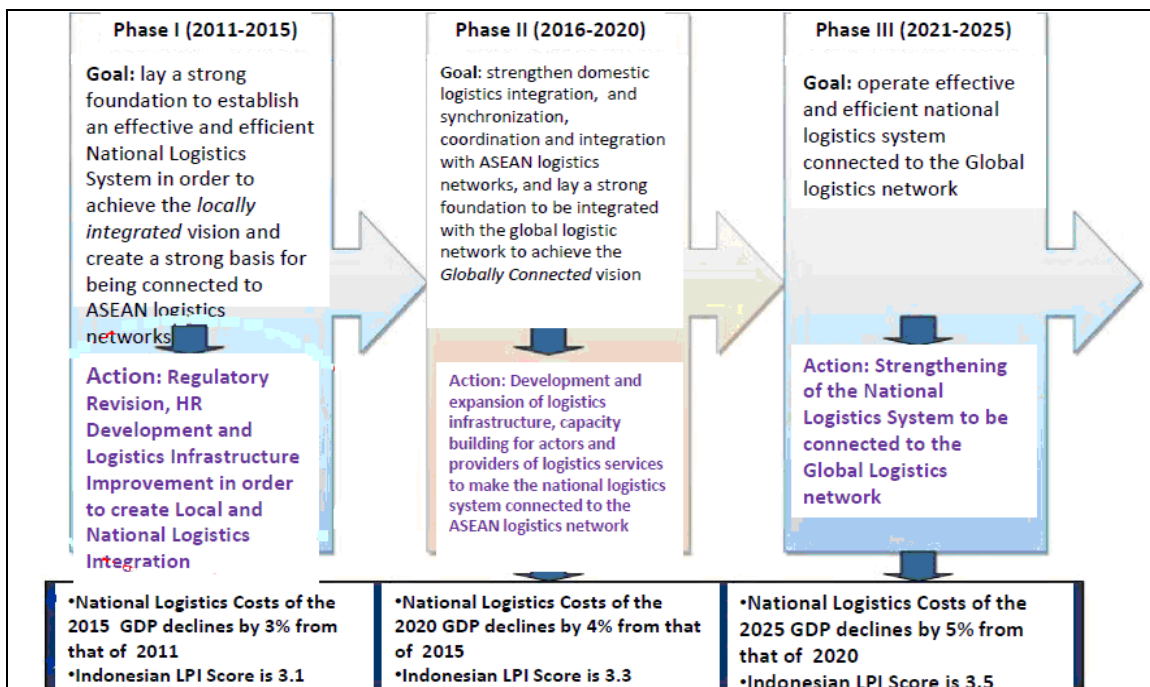 Phase I (2011-2015)
Goal: lay a strong
foundation to establish
an effective and efficient
National Logistics
System in order to
achieve the locally
integrated vision and
create a strong basis for
being connected to
ASEAN logistics
networks
Action: Regulatory
Revision, HR
Development and
Logistics Infrastructure
Improvement in order
to create Local and
National Logistics
Integration
•National Logistics Costs of the
2015 GDP declines by 3% from
that of 2011
•Indonesian LPI Score is 3.1
Phase II (2016-2020)
Goal: strengthen domestic
logistics integration, and
synchronization,
coordination and integration
with ASEAN logistics
networks, and lay a strong
foundation to be integrated
with the global logistic
network to achieve the
Globally Connected vision
Action: Development and
expansion of logistics
infrastructure, capacity
building for actors and
providers of logistics services
to make the national logistics
system connected to the
ASEAN logistics network
•National Logistics Costs of the
2020 GDP declines by 4% from that
of 2015
•Indonesian LPI Score is 3.3
Phase III (2021-2025)
Goal: operate effective
and efficient national
logistics system
connected to the Global
logistics network
Action: Strengthening
of the National
Logistics System to be
connected to the
Global Logistics
network
•National Logistics Costs of the
2025 GDP declines by 5% from
that of 2020
•Indonesian LPI Score is 3.5